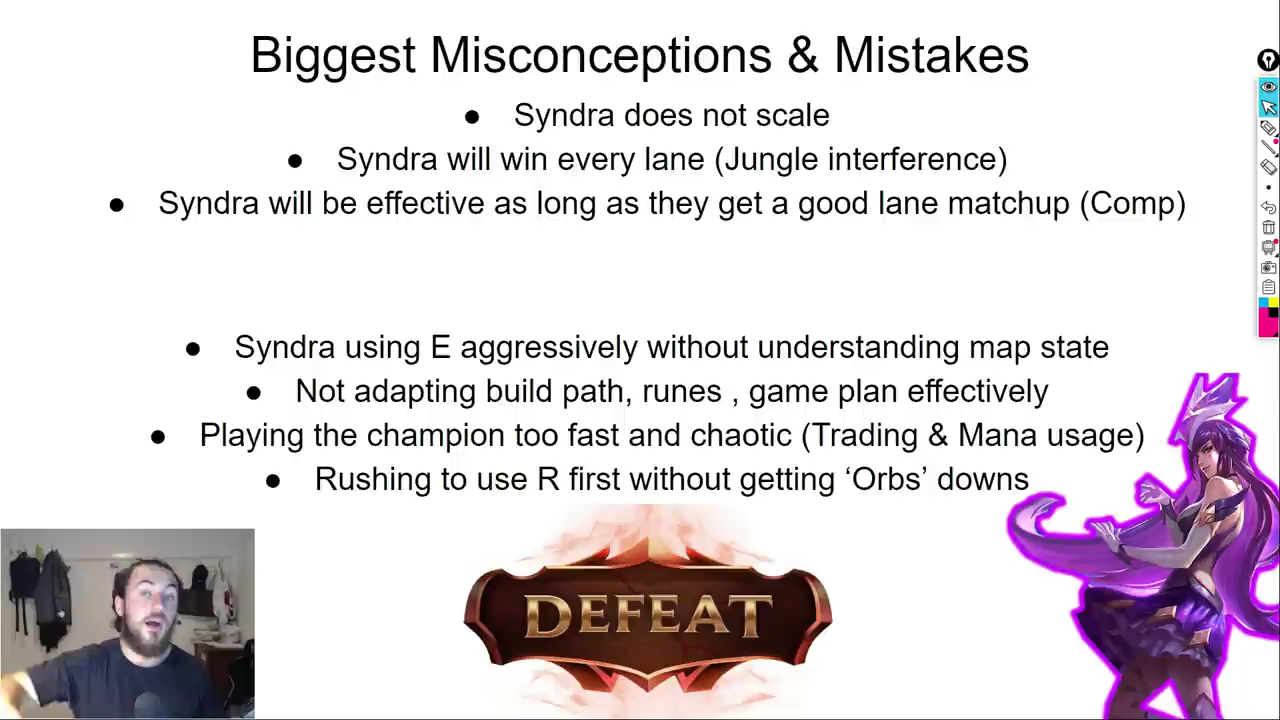 Biggest Misconceptions & Mistakes
● Syndra does not scale
● Syndra will win every lane (Jungle interference)
● Syndra will be effective as long as they get a good lane matchup (Comp)
● Syndra using E aggressively without understanding map state
● Not adapting build path, runes , game plan effectively
● Playing the champion too fast and chaotic (Trading & Mana usage)
● Rushing to use R first without getting ‘Orbs’ downs
DEFEAT